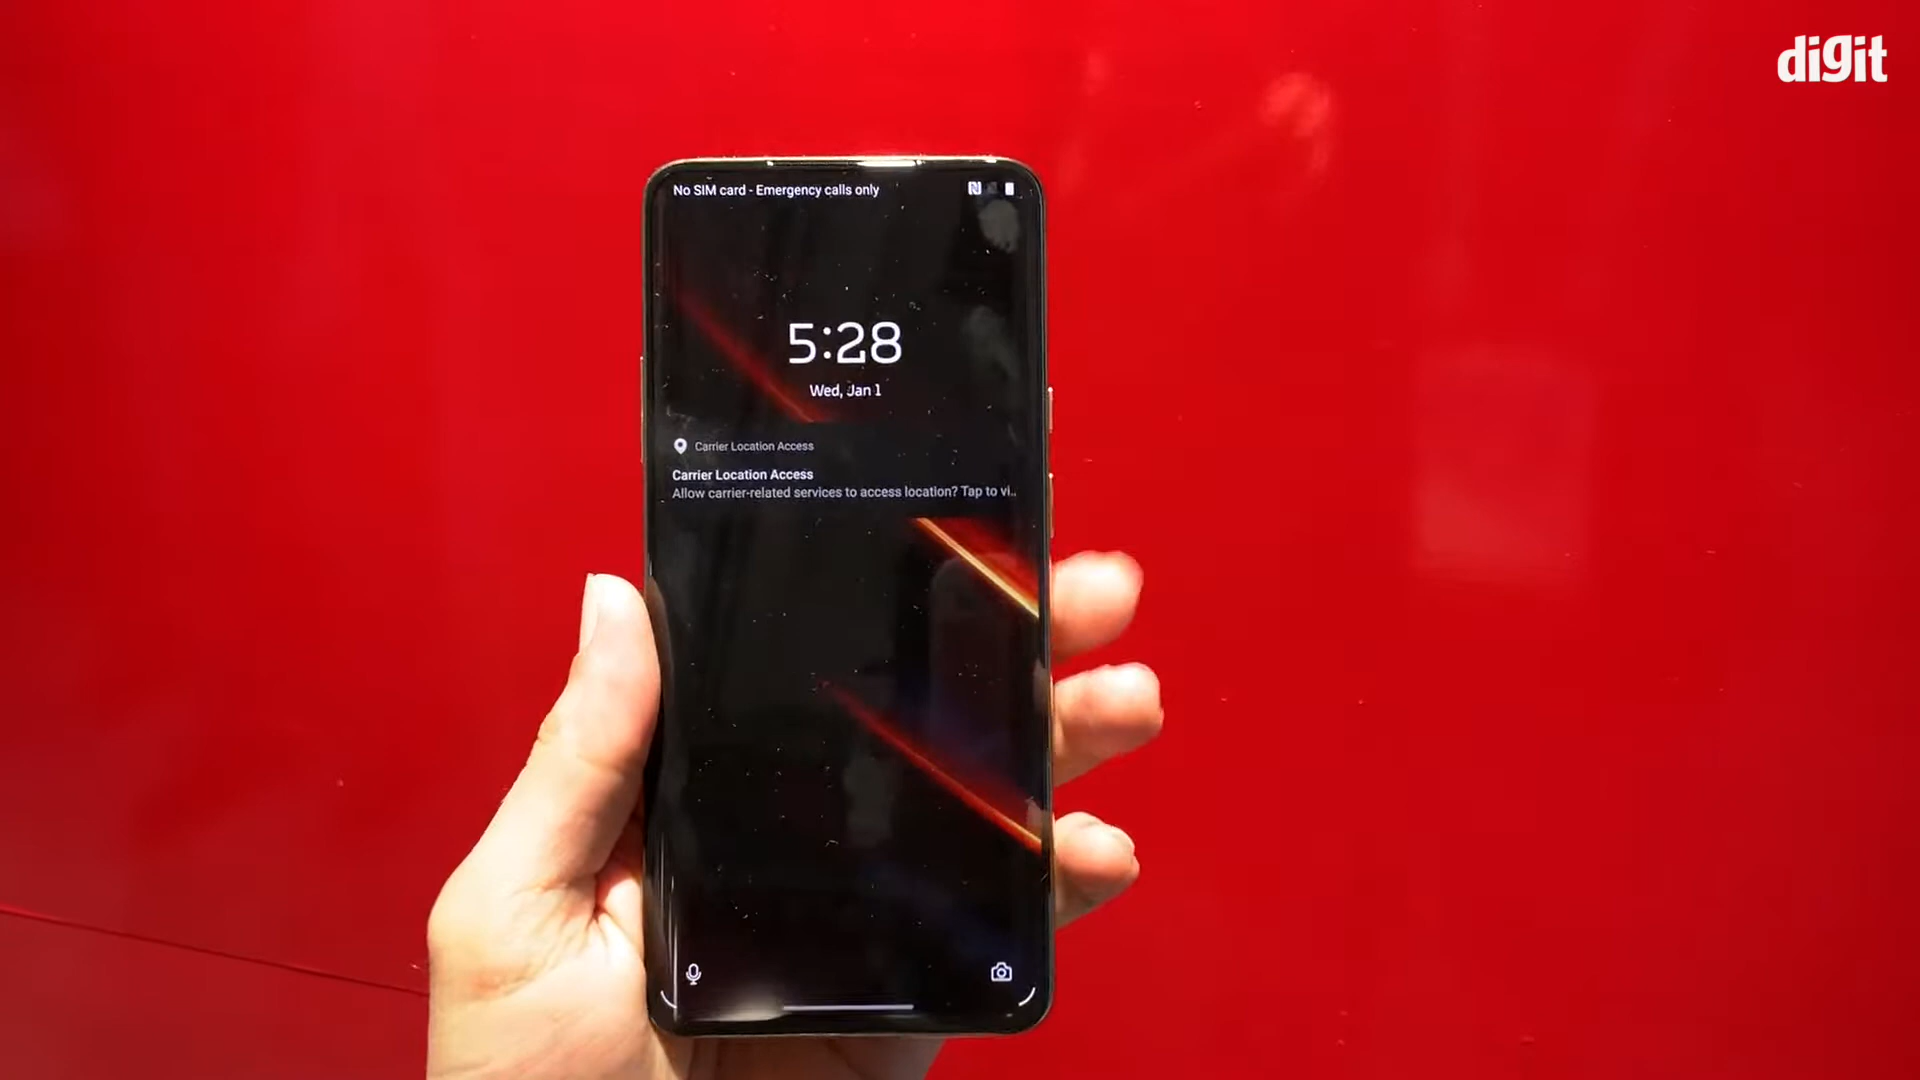 digit
No SIM card - Emergency calls only
5:28
Wed, Jan 1
Carrier Location Access
Carrier Location Access
Allow carrier-related services to access location? Tap to vi..